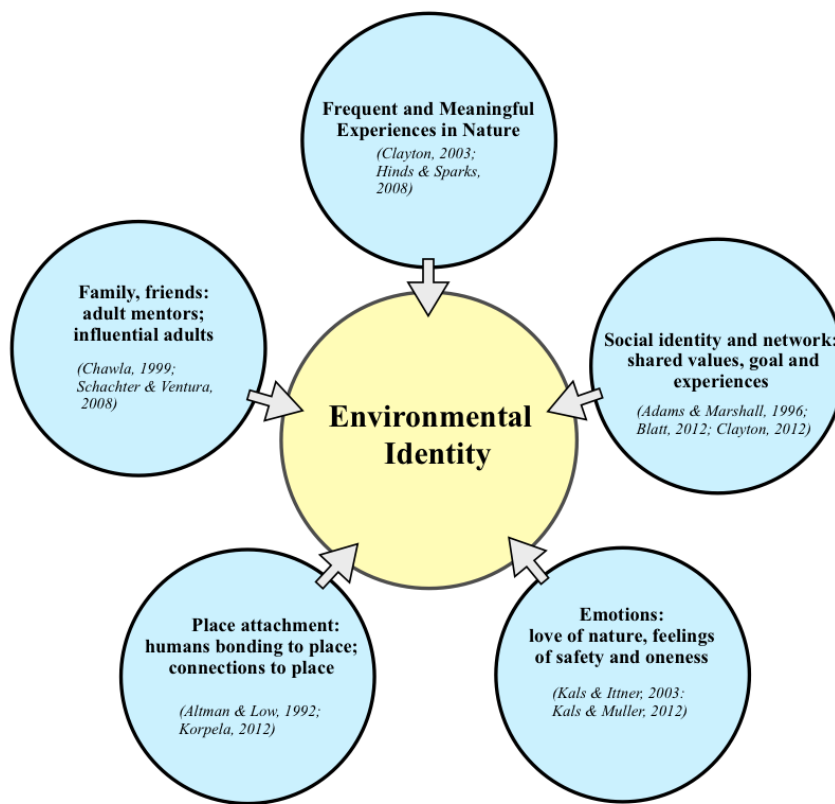 Frequent and Meaningful
Experiences in Nature
(Clayton, 2003;
Hinds & Sparks,
2008)
Family, friends:
adult mentors;
influential adults
(Chawla, 1999;
Schachter & Ventura,
2008)
Social identity and network:
shared values, goal and
experiences
(Adams & Marshall, 1996;
Blatt, 2012; Clayton, 2012)
Environmental
Identity
Place attachment:
humans bonding to place;
connections to place
(Altman & Low, 1992;
Korpela, 2012)
Emotions:
love of nature, feelings
of safety and oneness
(Kals & Ittner, 2003:
Kals & Muller, 2012)